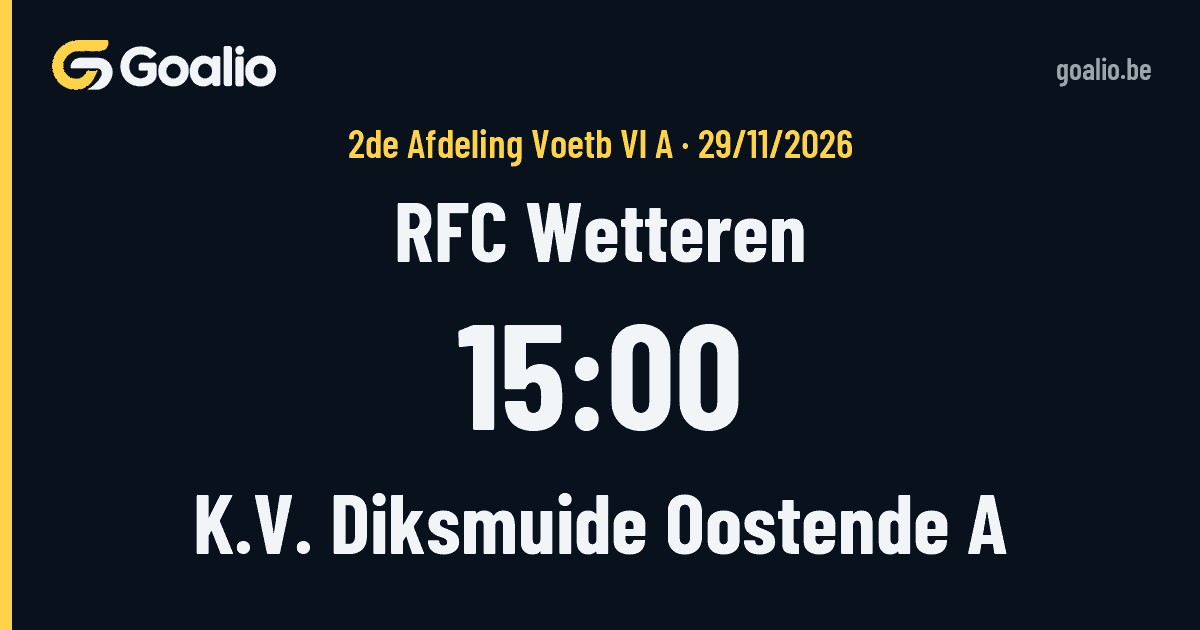 Goalio
goalio.be
2de Afdeling Voetb Vl A · 29/11/2026
RFC Wetteren
15:00
K.V. Diksmuide Oostende A